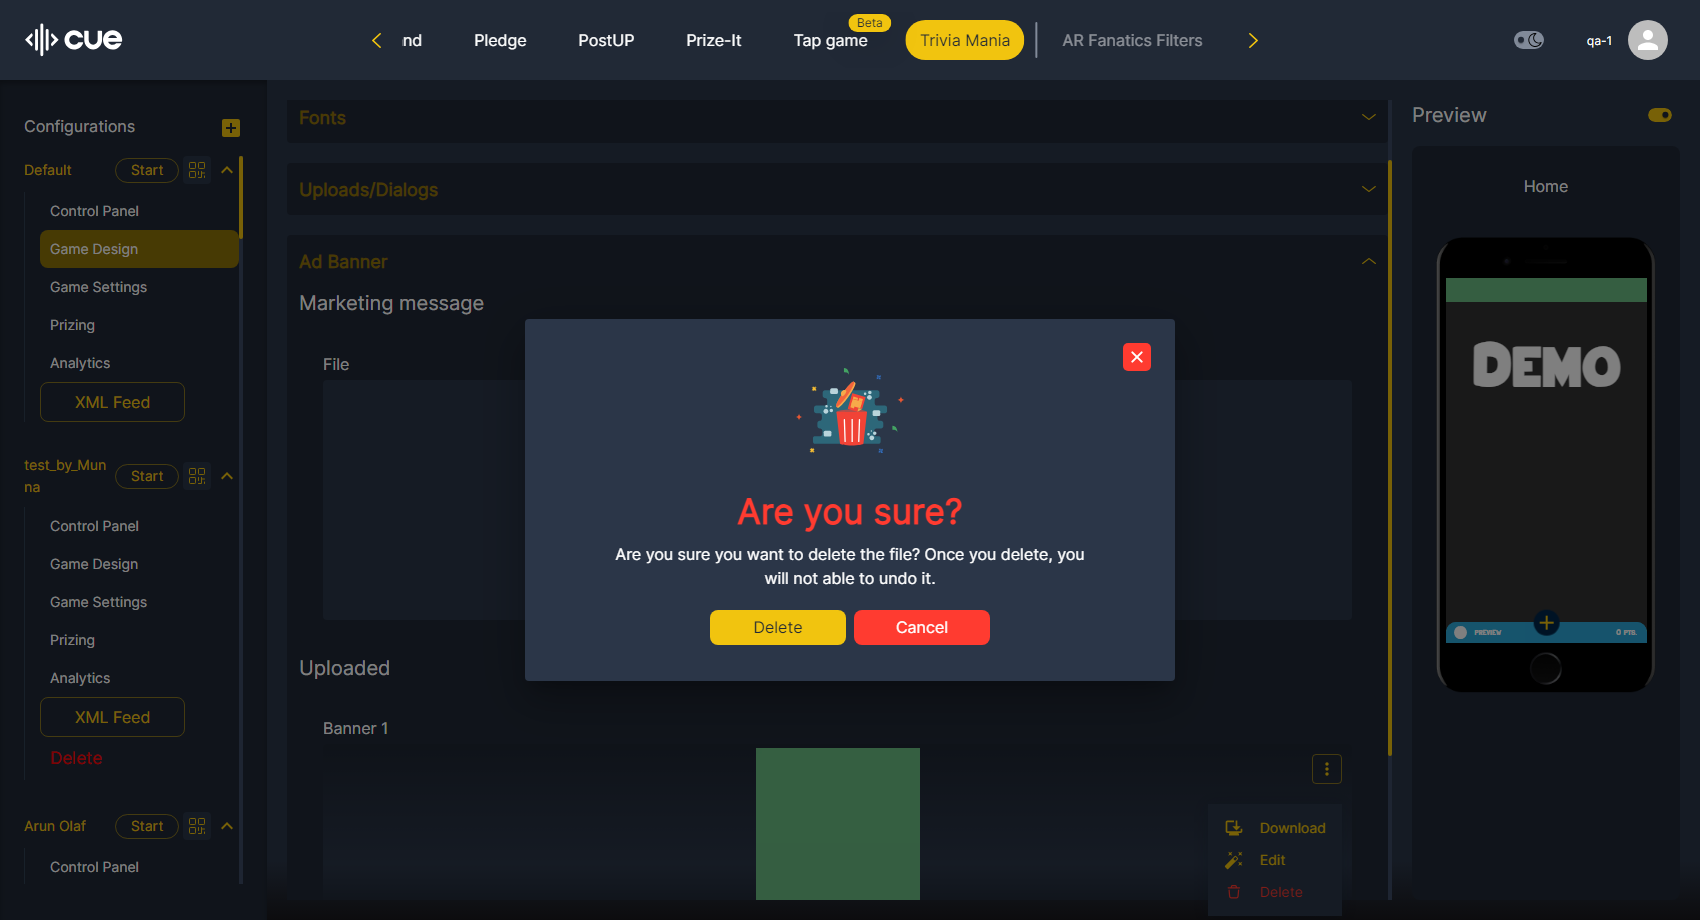 cue
nd
Pledge
PostUP
Prize-It
Tap game
Beta
Trivia Mania
AR Fanatics Filters
qa-1
Configurations
Default
Start
Control Panel
Game Design
Game Settings
Prizing
Analytics
XML Feed
test_by_Mun
na
Start
Control Panel
Game Design
Game Settings
Prizing
Analytics
XML Feed
Delete
Arun Olaf
Start
Control Panel
Fonts
Uploads/Dialogs
Ad Banner
Marketing message
File
Uploaded
Banner 1
Download
Edit
Delete
Are you sure?
Are you sure you want to delete the file? Once you delete, you
will not able to undo it.
Delete
Cancel
Preview
Home
DEMO
PREVIEW
0 PTS.